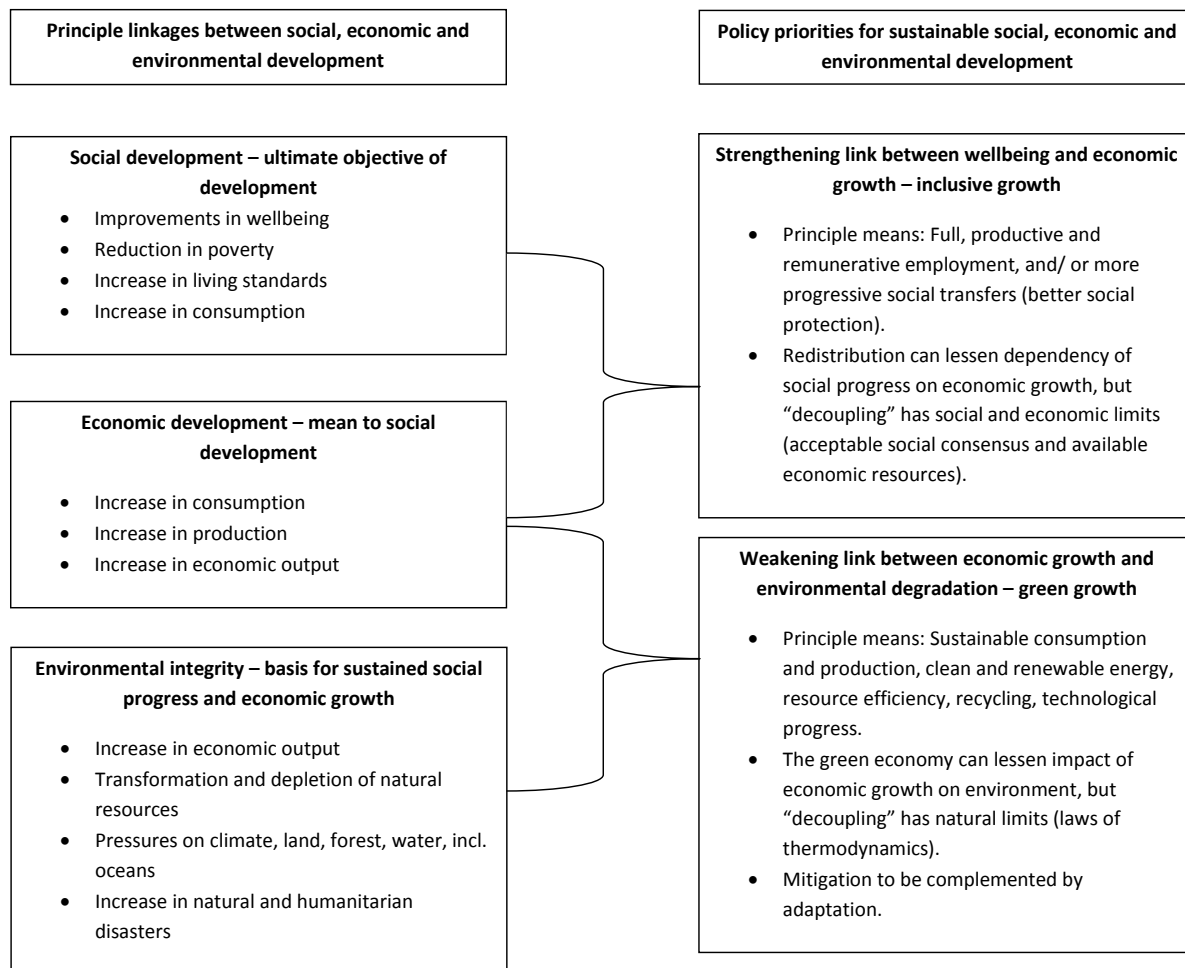 Principle linkages between social, economic and
environmental development
Social development – ultimate objective of
development
• Improvements in wellbeing
• Reduction in poverty
• Increase in living standards
• Increase in consumption
Economic development – mean to social
development
• Increase in consumption
• Increase in production
• Increase in economic output
Environmental integrity – basis for sustained social
progress and economic growth
• Increase in economic output
• Transformation and depletion of natural
resources
• Pressures on climate, land, forest, water, incl.
oceans
• Increase in natural and humanitarian
disasters
Policy priorities for sustainable social, economic and
environmental development
Strengthening link between wellbeing and economic
growth – inclusive growth
• Principle means: Full, productive and
remunerative employment, and/ or more
progressive social transfers (better social
protection).
• Redistribution can lessen dependency of
social progress on economic growth, but
“decoupling” has social and economic limits
(acceptable social consensus and available
economic resources).
Weakening link between economic growth and
environmental degradation – green growth
• Principle means: Sustainable consumption
and production, clean and renewable energy,
resource efficiency, recycling, technological
progress.
• The green economy can lessen impact of
economic growth on environment, but
“decoupling” has natural limits (laws of
thermodynamics).
• Mitigation to be complemented by
adaptation.